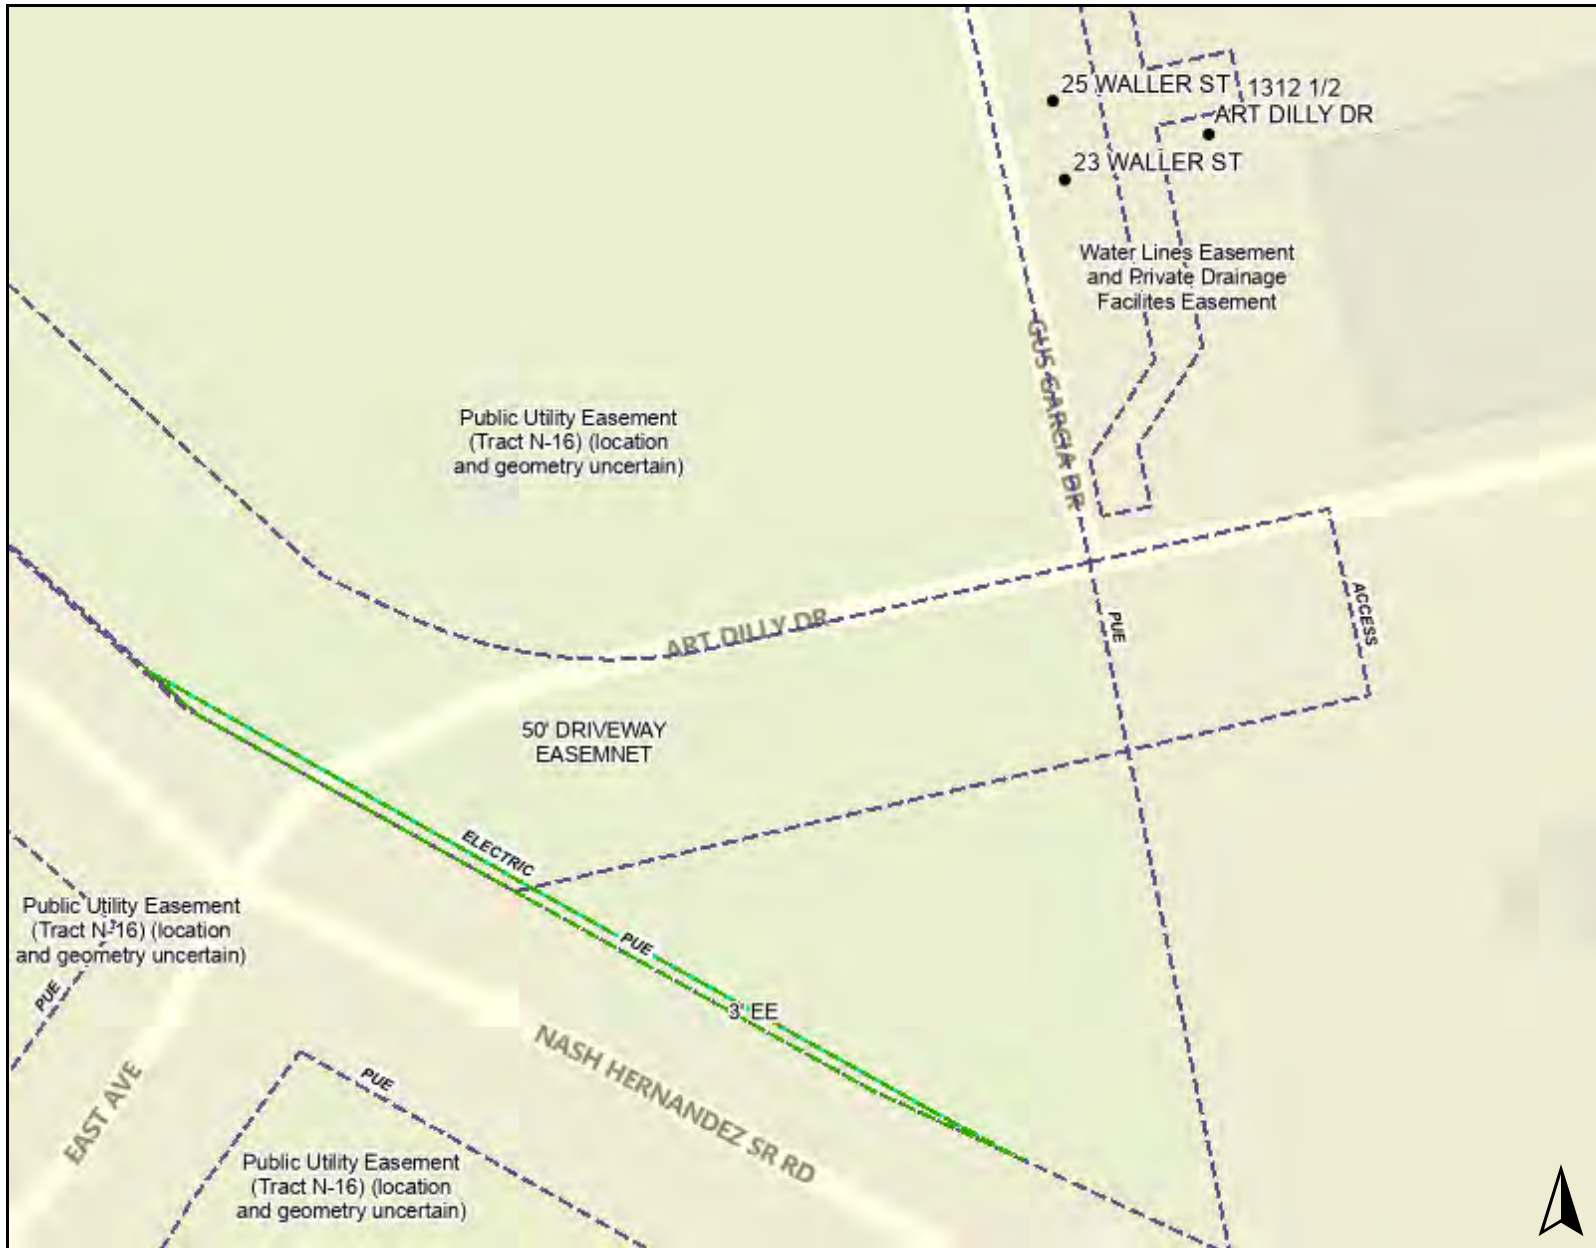 25 WALLER ST
1312 1/2
ART DILLY DR
23 WALLER ST
Water Lines Easement
and Private Drainage
Facilites Easement
GUS GARCIA DR
Public Utility Easement
(Tract N-16) (location
and geometry uncertain)
ACCESS
PUE
ART DILLY DR
50' DRIVEWAY
EASEMNET
ELECTRIC
Public Utility Easement
(Tract N-16) (location
and geometry uncertain)
PUE
PUE
3' EE
NASH HERNANDEZ SR RD
EAST AVE
PUE
Public Utility Easement
(Tract N-16) (location
and geometry uncertain)